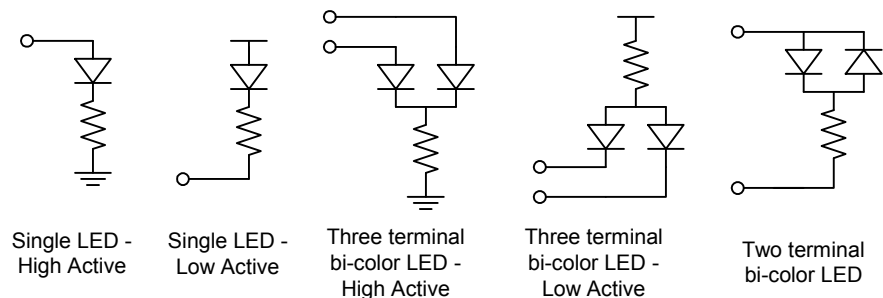 Single LED -
High Active
Single LED -
Low Active
Three terminal
bi-color LED -
High Active
Three terminal
bi-color LED -
Low Active
Two terminal
bi-color LED